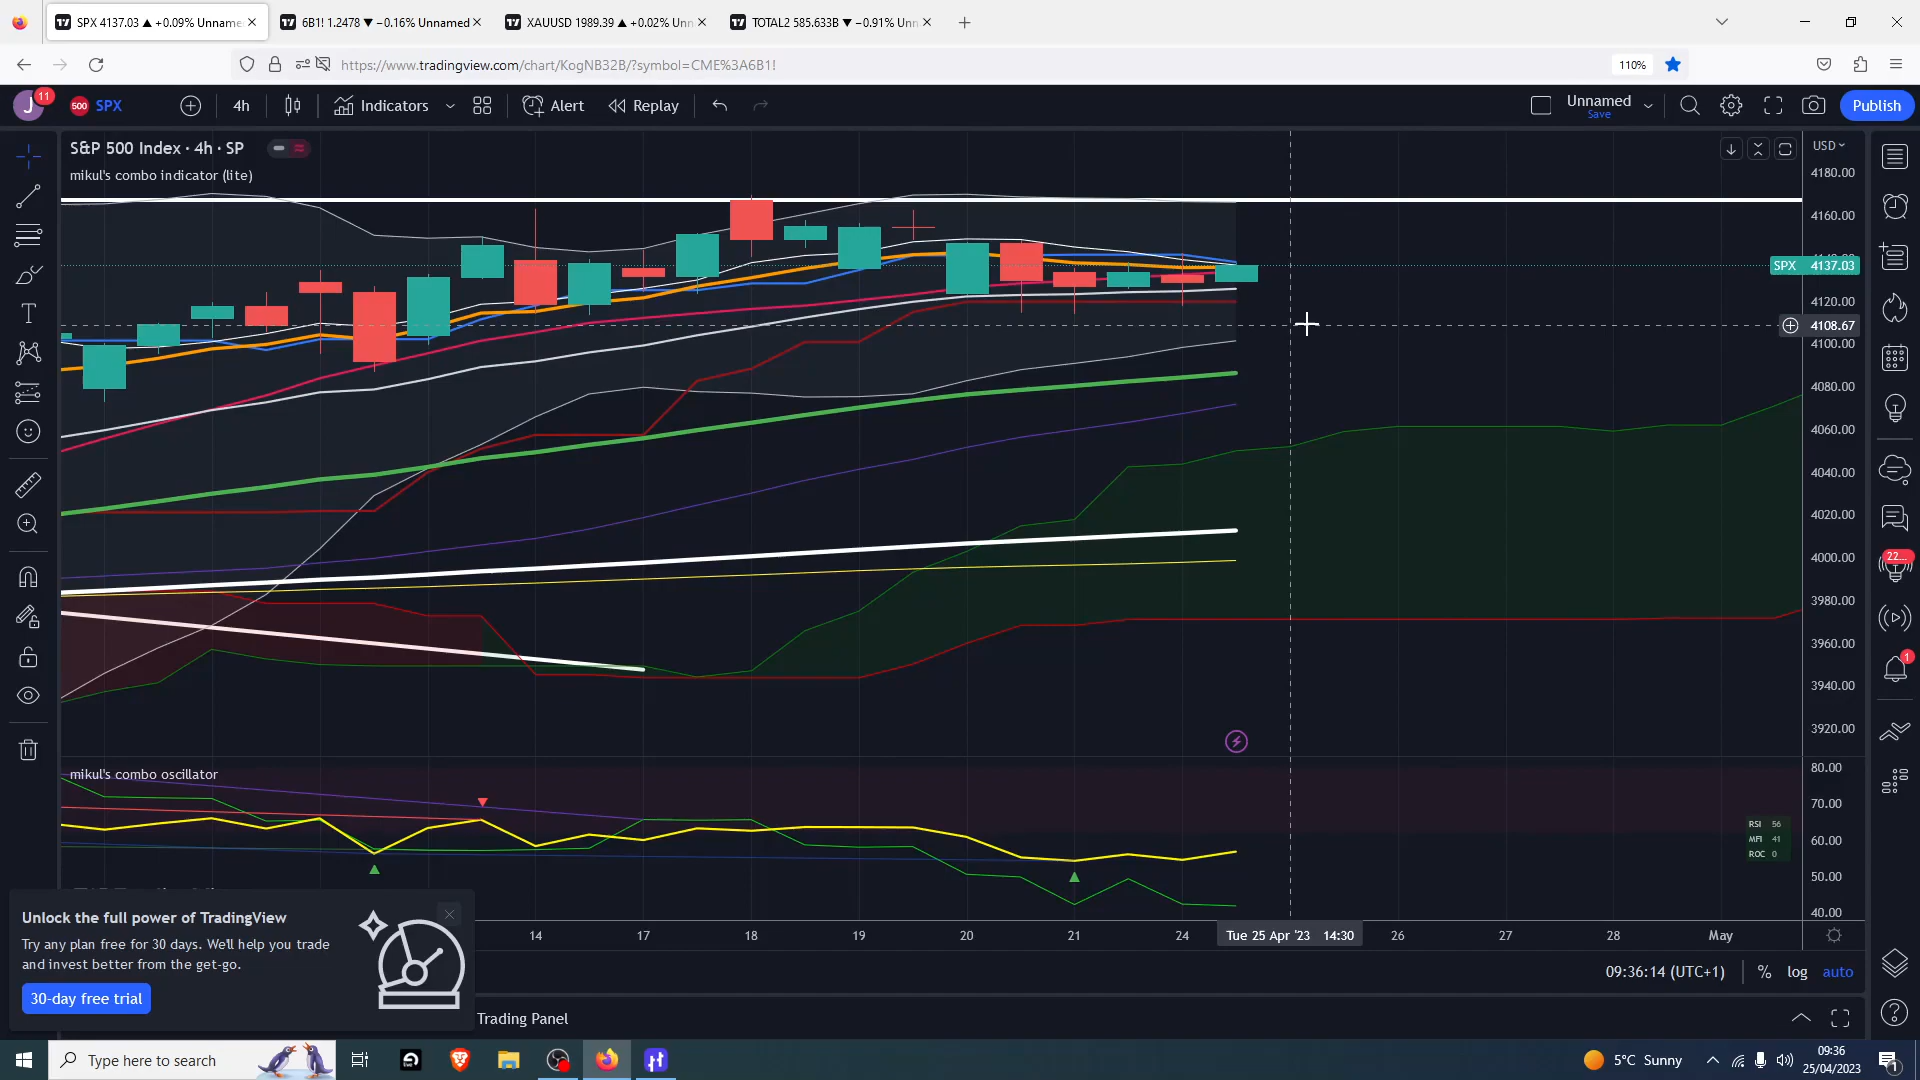 SPX 4137.03 ▲ +0.09% Unname
6B1! 1.2478 ▼ −0.16% Unnamed
XAUUSD 1989.39 ▲ +0.02% Unn
TOTAL2 585.633B ▼ −0.91% Unn
https://www.tradingview.com/chart/KogNB32B/?symbol=CME%3A6B1!
110%
J 11
500 SPX
4h
Indicators
Alert
Replay
Unnamed
Save
Publish
S&P 500 Index · 4h · SP
mikul's combo indicator (lite)
USD
4180.00
4160.00
SPX 4137.03
4120.00
4108.67
4100.00
4080.00
4060.00
4040.00
4020.00
4000.00
3980.00
3960.00
3940.00
3920.00
22...
1
mikul's combo oscillator
80.00
70.00
60.00
50.00
40.00
RSI 56
MFI 41
ROC 0
Unlock the full power of TradingView
Try any plan free for 30 days. We'll help you trade
and invest better from the get-go.
30-day free trial
14 17 18 19 20 21 24 Tue 25 Apr '23 14:30 26 27 28 May
09:36:14 (UTC+1) % log auto
Trading Panel
Type here to search
5°C Sunny
09:36
25/04/2023
1